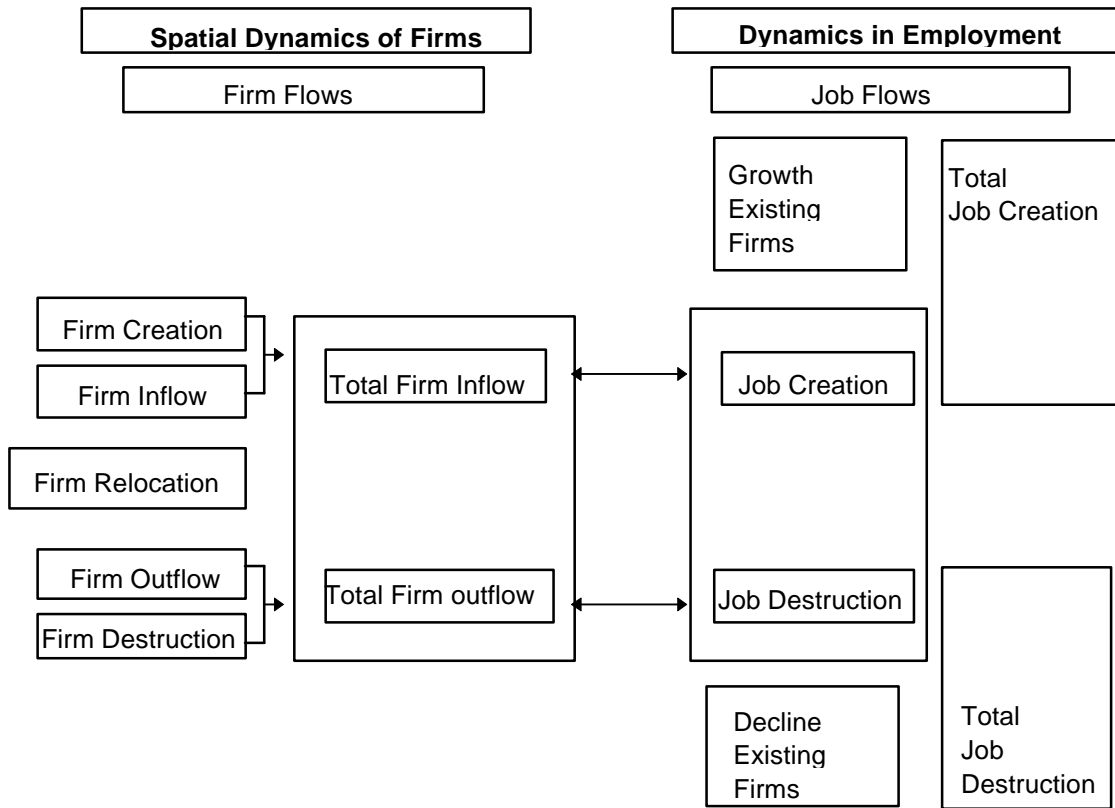 Spatial Dynamics of Firms
Dynamics in Employment
Firm Flows
Job Flows
Growth
Existing
Firms
Total
Job Creation
Firm Creation
Firm Inflow
Total Firm Inflow
Job Creation
Firm Relocation
Firm Outflow
Firm Destruction
Total Firm outflow
Job Destruction
Decline
Existing
Firms
Total
Job
Destruction